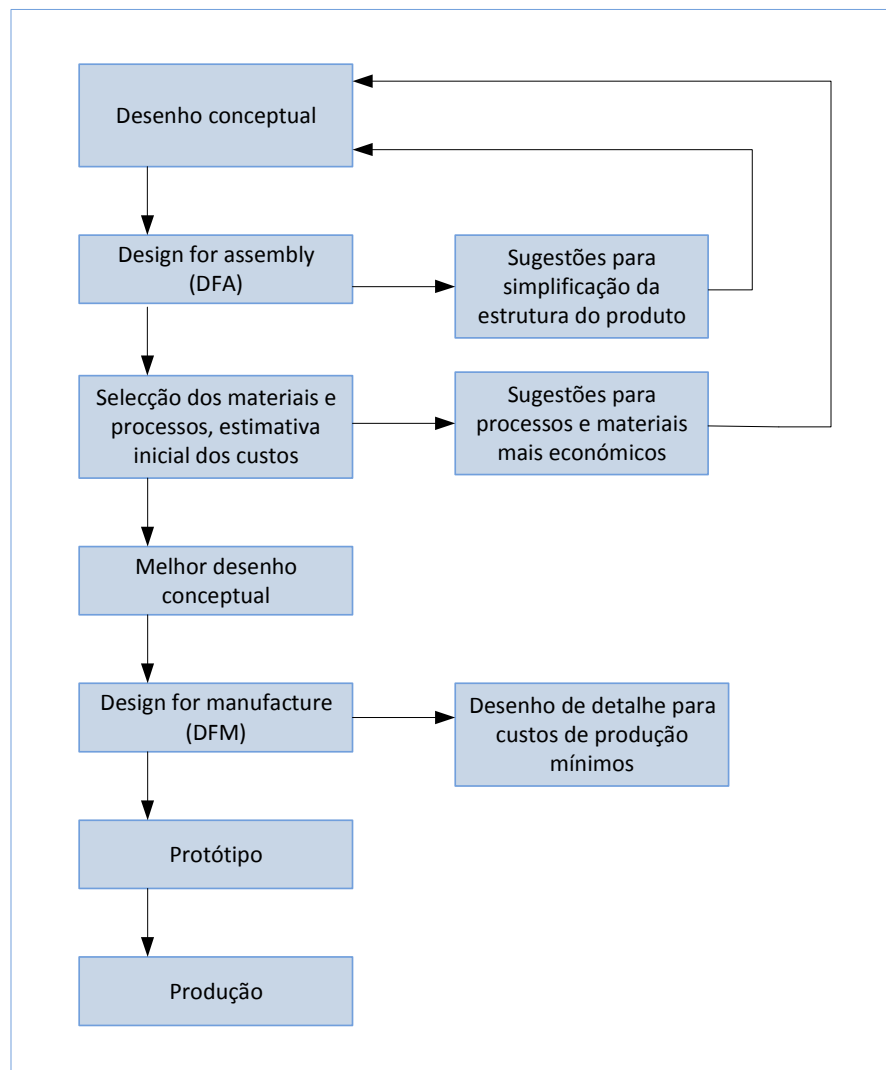 Desenho conceptual
Design for assembly
(DFA)
Sugestões para
simplificação da
estrutura do produto
Selecção dos materiais e
processos, estimativa
inicial dos custos
Sugestões para
processos e materiais
mais económicos
Melhor desenho
conceptual
Design for manufacture
(DFM)
Desenho de detalhe para
custos de produção
mínimos
Protótipo
Produção